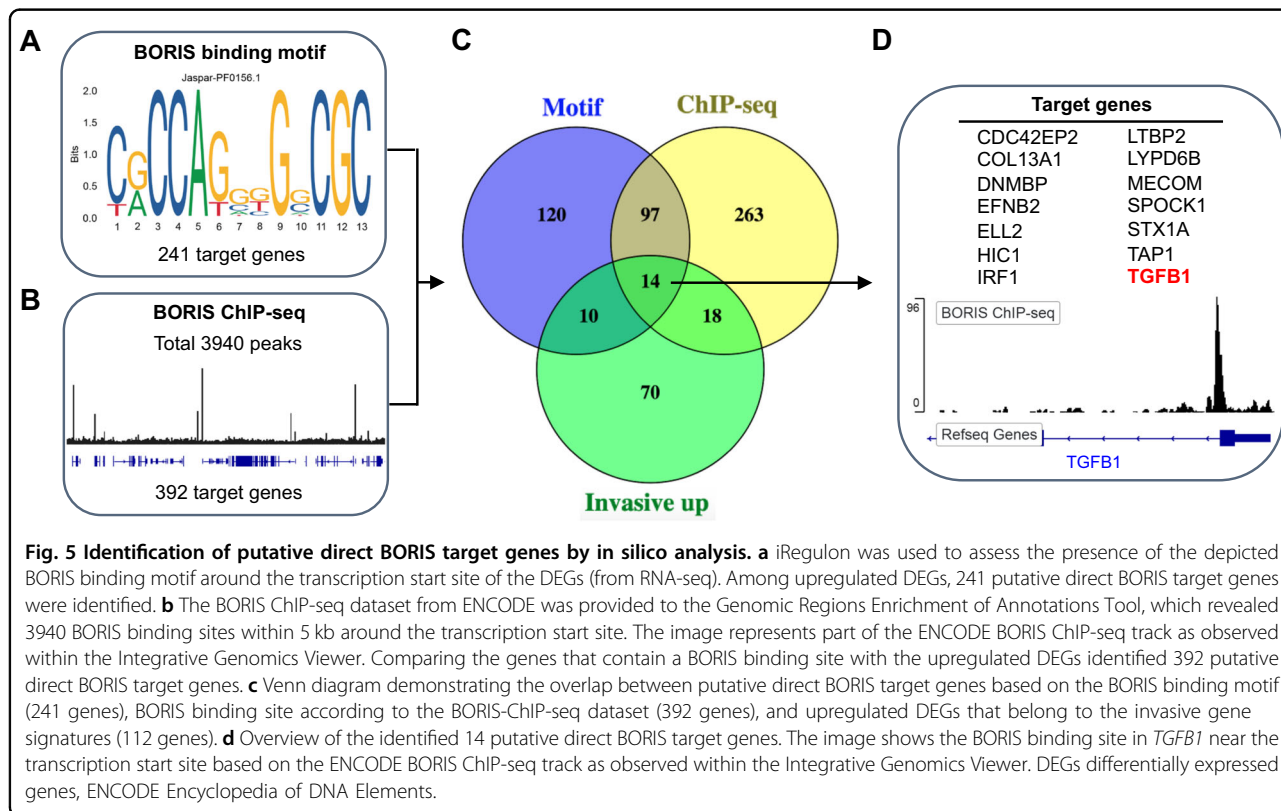 A
BORIS binding motif
Jaspar-PF0156.1
2.0
1.5
1.0
0.5
0.0
Bits
1 2 3 4 5 6 7 8 9 10 11 12 13
241 target genes
B
BORIS ChIP-seq
Total 3940 peaks
392 target genes
C
Motif
ChIP-seq
120
97
263
14
10
18
70
Invasive up
D
Target genes
CDC42EP2 LTBP2
COL13A1 LYPD6B
DNMBP MECOM
EFNB2 SPOCK1
ELL2 STX1A
HIC1 TAP1
IRF1 TGFB1
96
BORIS ChIP-seq
0
Refseq Genes
TGFB1
Fig. 5 Identification of putative direct BORIS target genes by in silico analysis. a iRegulon was used to assess the presence of the depicted
BORIS binding motif around the transcription start site of the DEGs (from RNA-seq). Among upregulated DEGs, 241 putative direct BORIS target genes
were identified. b The BORIS ChIP-seq dataset from ENCODE was provided to the Genomic Regions Enrichment of Annotations Tool, which revealed
3940 BORIS binding sites within 5 kb around the transcription start site. The image represents part of the ENCODE BORIS ChIP-seq track as observed
within the Integrative Genomics Viewer. Comparing the genes that contain a BORIS binding site with the upregulated DEGs identified 392 putative
direct BORIS target genes. c Venn diagram demonstrating the overlap between putative direct BORIS target genes based on the BORIS binding motif
(241 genes), BORIS binding site according to the BORIS-ChIP-seq dataset (392 genes), and upregulated DEGs that belong to the invasive gene
signatures (112 genes). d Overview of the identified 14 putative direct BORIS target genes. The image shows the BORIS binding site in TGFB1 near the
transcription start site based on the ENCODE BORIS ChIP-seq track as observed within the Integrative Genomics Viewer. DEGs differentially expressed
genes, ENCODE Encyclopedia of DNA Elements.